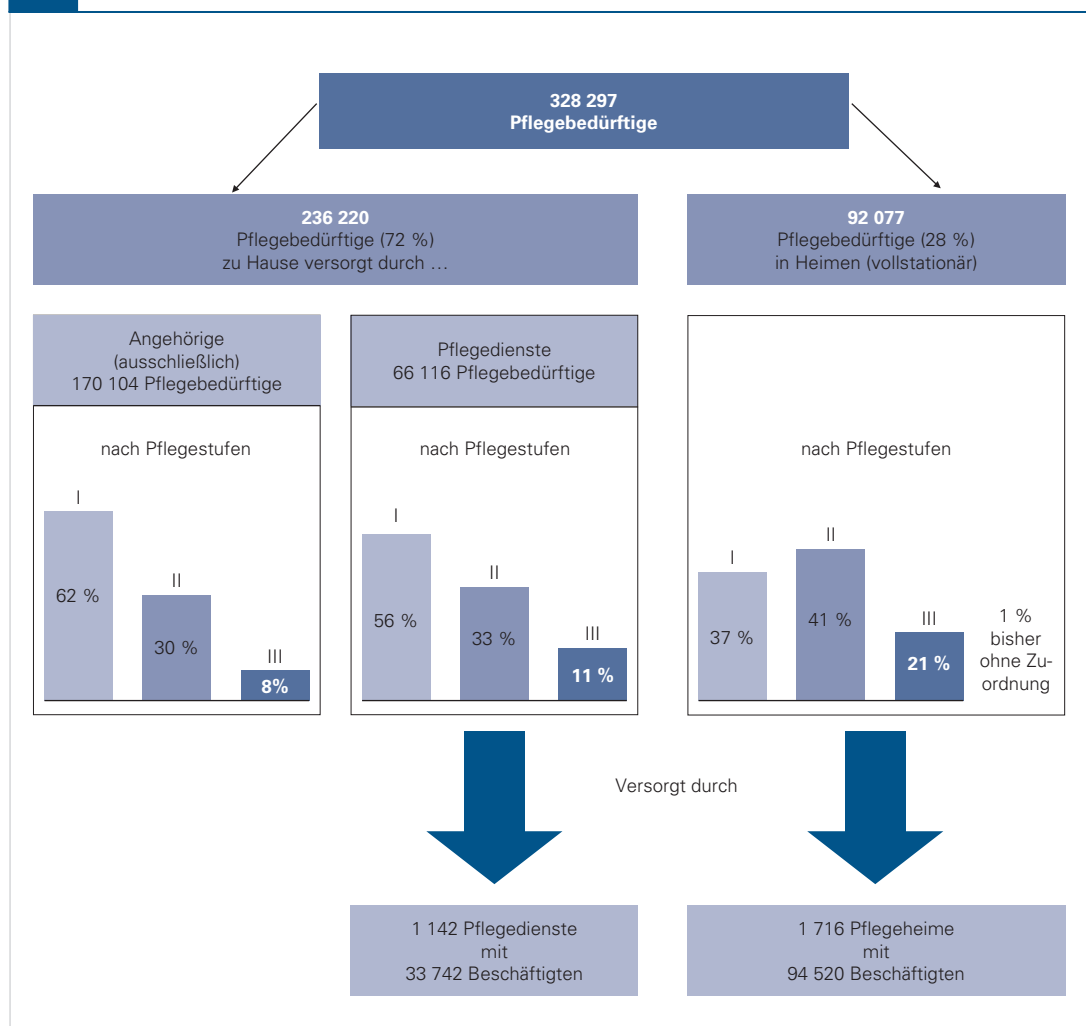 328 297
Pflegebedürftige
236 220
Pflegebedürftige (72 %)
zu Hause versorgt durch …
92 077
Pflegebedürftige (28 %)
in Heimen (vollstationär)
Angehörige
(ausschließlich)
170 104 Pflegebedürftige
Pflegedienste
66 116 Pflegebedürftige
nach Pflegestufen
I
62 %
II
30 %
III
8%
nach Pflegestufen
I
56 %
II
33 %
III
11 %
nach Pflegestufen
I
37 %
II
41 %
III
21 %
1 %
bisher
ohne Zu-
ordnung
Versorgt durch
1 142 Pflegedienste
mit
33 742 Beschäftigten
1 716 Pflegeheime
mit
94 520 Beschäftigten